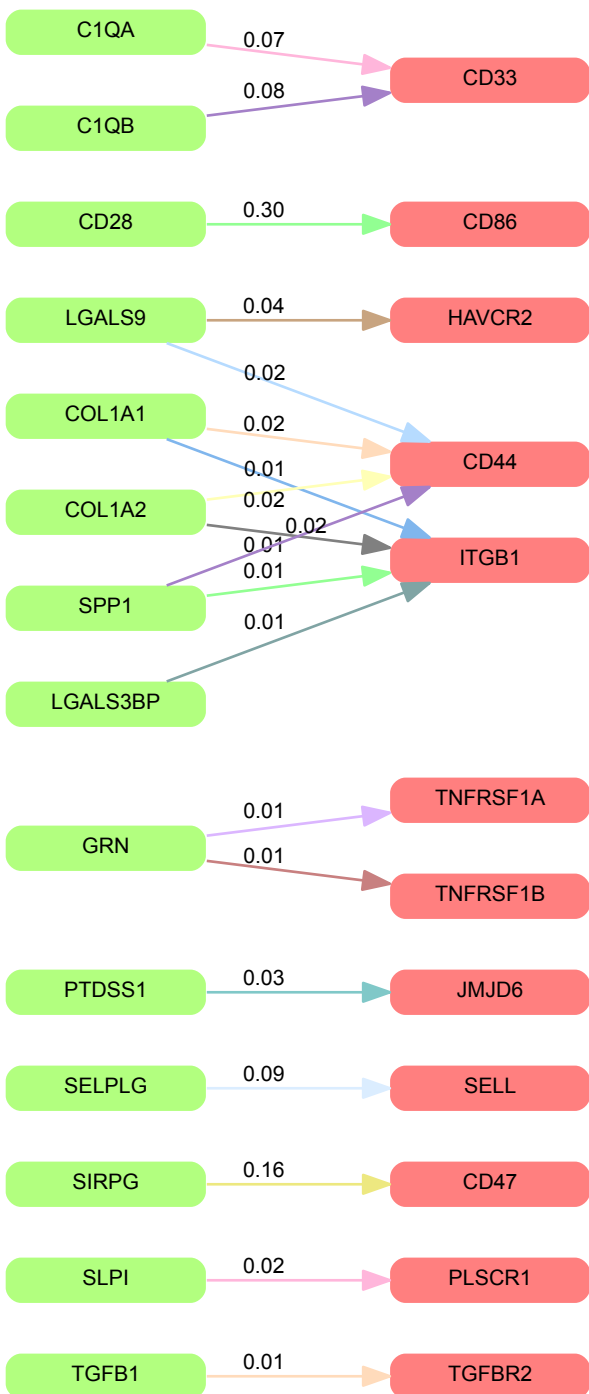 C1QA
0.07
CD33
0.08
C1QB
CD28
0.30
CD86
LGALS9
0.04
HAVCR2
0.02
COL1A1
0.02
CD44
0.01
COL1A2
0.02
0.02
0.01
ITGB1
0.01
SPP1
0.01
LGALS3BP
TNFRSF1A
0.01
GRN
0.01
TNFRSF1B
PTDSS1
0.03
JMJD6
SELPLG
0.09
SELL
SIRPG
0.16
CD47
SLPI
0.02
PLSCR1
TGFB1
0.01
TGFBR2